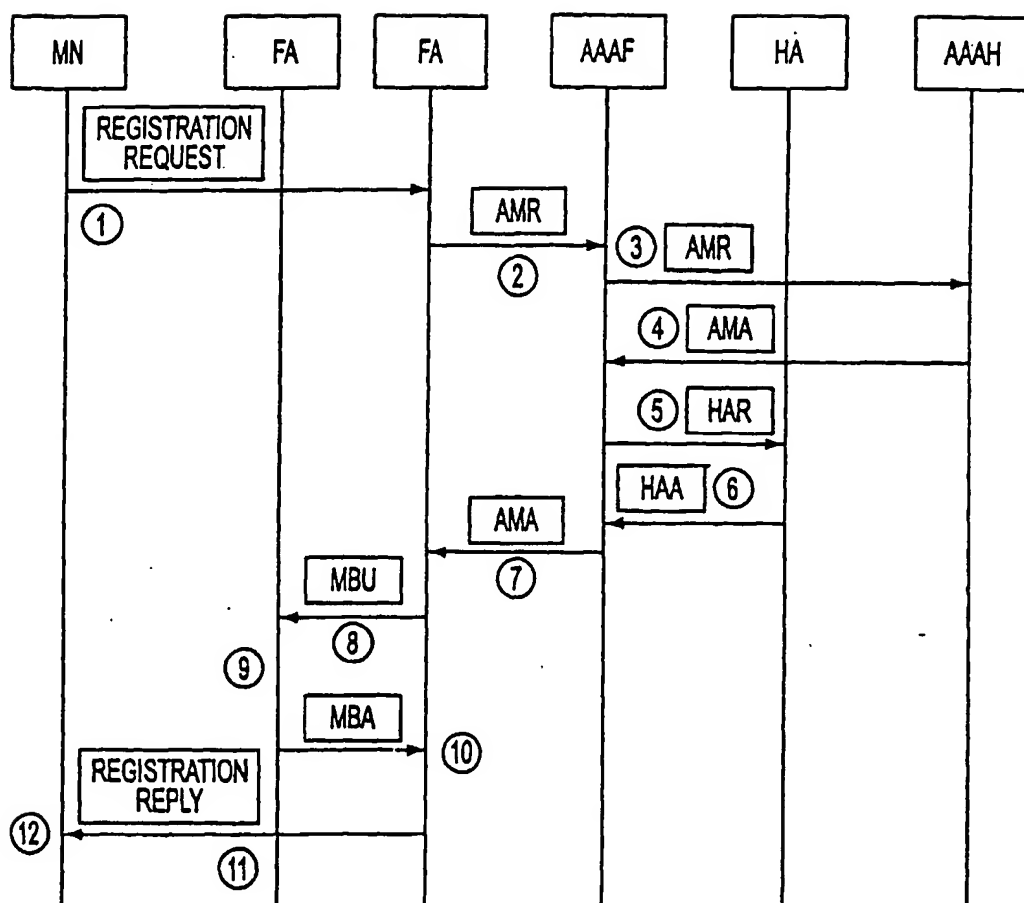 MN
FA
FA
AAAF
HA
AAAH
REGISTRATION
REQUEST
1
AMR
2
3
AMR
4
AMA
5
HAR
HAA
6
AMA
7
MBU
8
9
MBA
10
REGISTRATION
REPLY
12
11